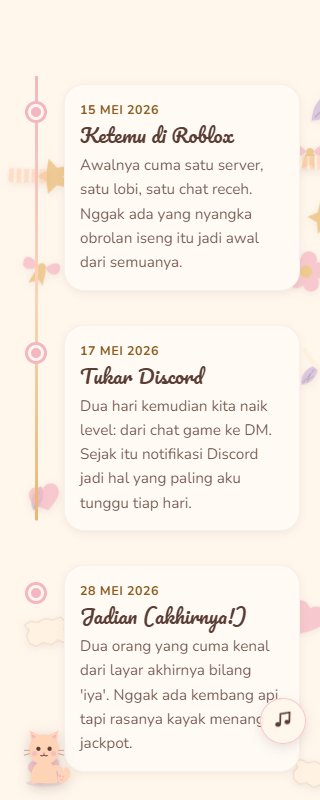 15 MEI 2026
Ketemu di Roblox
Awalnya cuma satu server,
satu lobi, satu chat receh.
Nggak ada yang nyangka
obrolan iseng itu jadi awal
dari semuanya.
17 MEI 2026
Tukar Discord
Dua hari kemudian kita naik
level: dari chat game ke DM.
Sejak itu notifikasi Discord
jadi hal yang paling aku
tunggu tiap hari.
28 MEI 2026
Jadian (akhirnya!)
Dua orang yang cuma kenal
dari layar akhirnya bilang
'iya'. Nggak ada kembang api,
tapi rasanya kayak menang
jackpot.